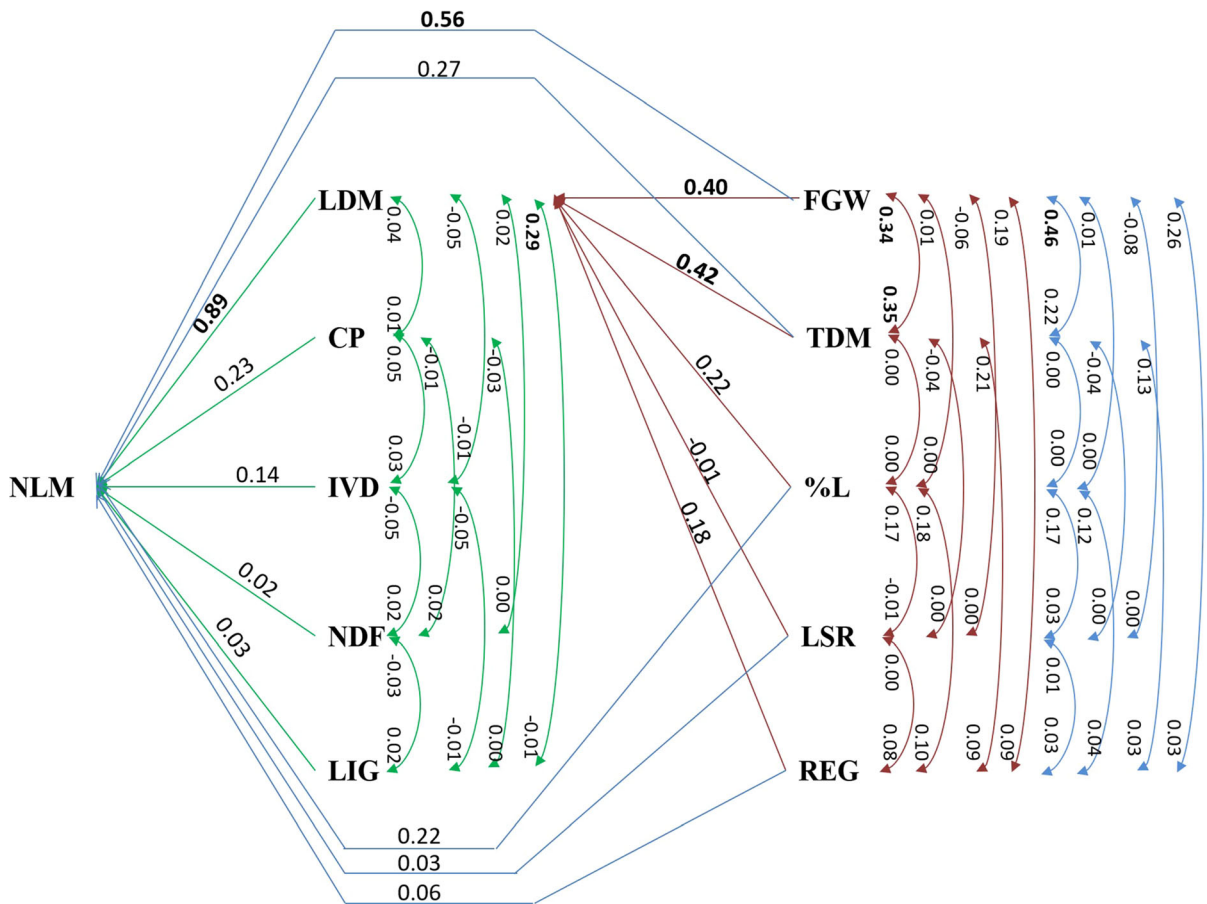 0.56
0.27
LDM 0.04 -0.05 0.02 0.29 0.40 FGW 0.34 0.01 -0.06 0.19 0.46 0.01 -0.08 0.26
0.89 0.42
CP 0.01 0.05 -0.01 -0.03 TDM 0.35 0.00 -0.04 0.21 0.22 0.00 -0.04 0.13
0.23 0.22
NLM 0.14 IVD 0.03 -0.05 -0.01 -0.05 -0.01 %L 0.00 0.17 0.00 0.18 0.00 0.17 0.00 0.12
0.02 0.18
NDF 0.02 -0.03 0.02 0.00 LSR -0.01 0.00 0.00 0.00 0.03 0.01 0.00 0.00
0.03
LIG 0.02 -0.01 0.00 -0.01 REG 0.08 0.10 0.09 0.09 0.03 0.04 0.03 0.03
0.22
0.03
0.06